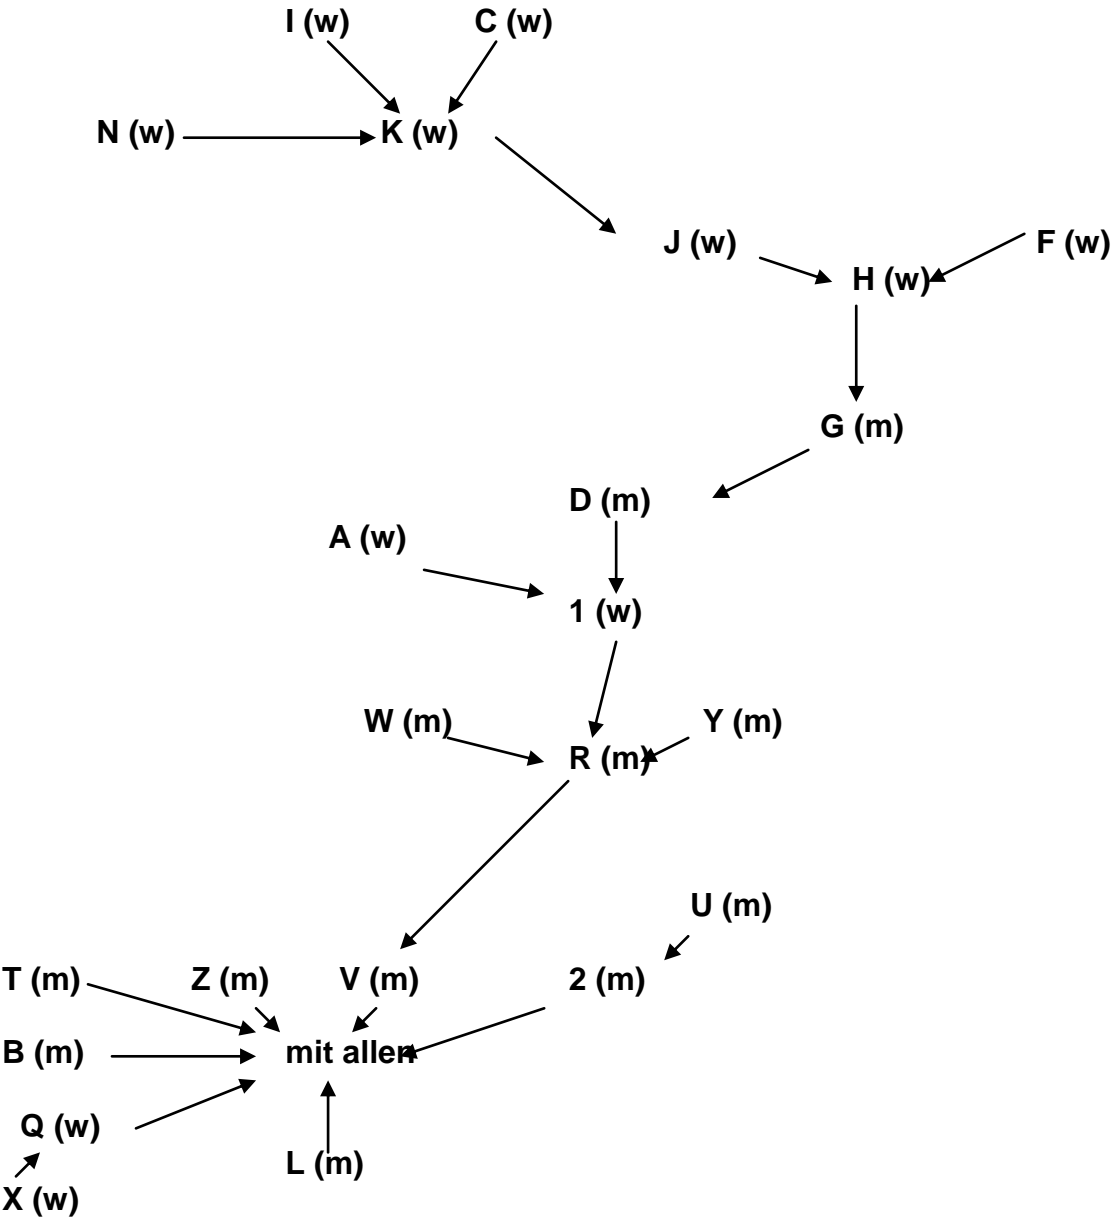 I (w)
C (w)
N (w)
K (w)
J (w)
F (w)
H (w)
G (m)
D (m)
A (w)
1 (w)
W (m)
Y (m)
R (m)
U (m)
T (m)
Z (m)
V (m)
2 (m)
B (m)
mit allen
Q (w)
L (m)
X (w)